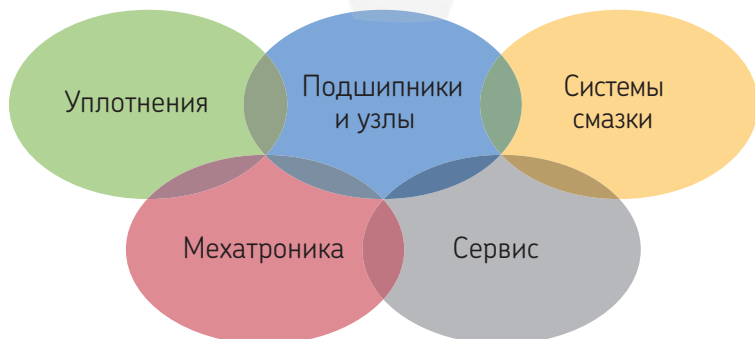 Уплотнения
Подшипники
и узлы
Системы
смазки
Мехатроника
Сервис